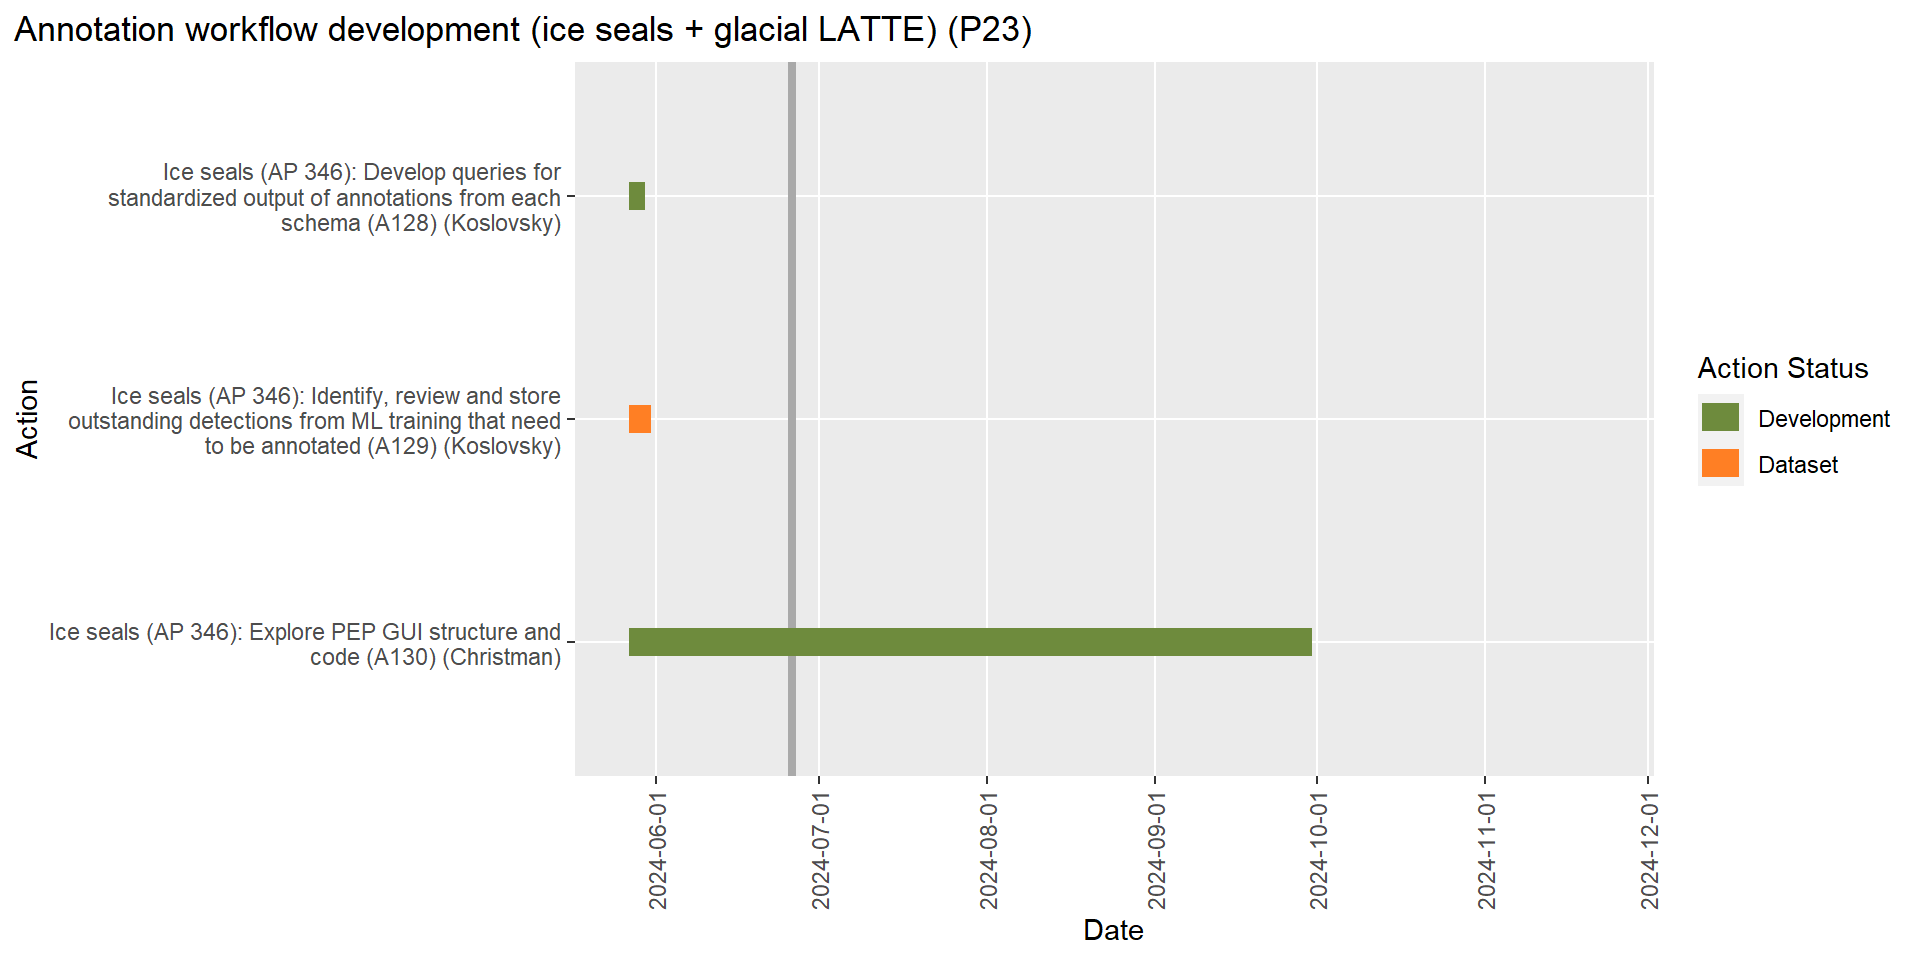 Annotation workflow development (ice seals + glacial LATTE) (P23)
Action
Ice seals (AP 346): Develop queries for
standardized output of annotations from each
schema (A128) (Koslovsky)
Ice seals (AP 346): Identify, review and store
outstanding detections from ML training that need
to be annotated (A129) (Koslovsky)
Ice seals (AP 346): Explore PEP GUI structure and
code (A130) (Christman)
2024-06-01
2024-07-01
2024-08-01
2024-09-01
2024-10-01
2024-11-01
2024-12-01
Date
Action Status
Development
Dataset